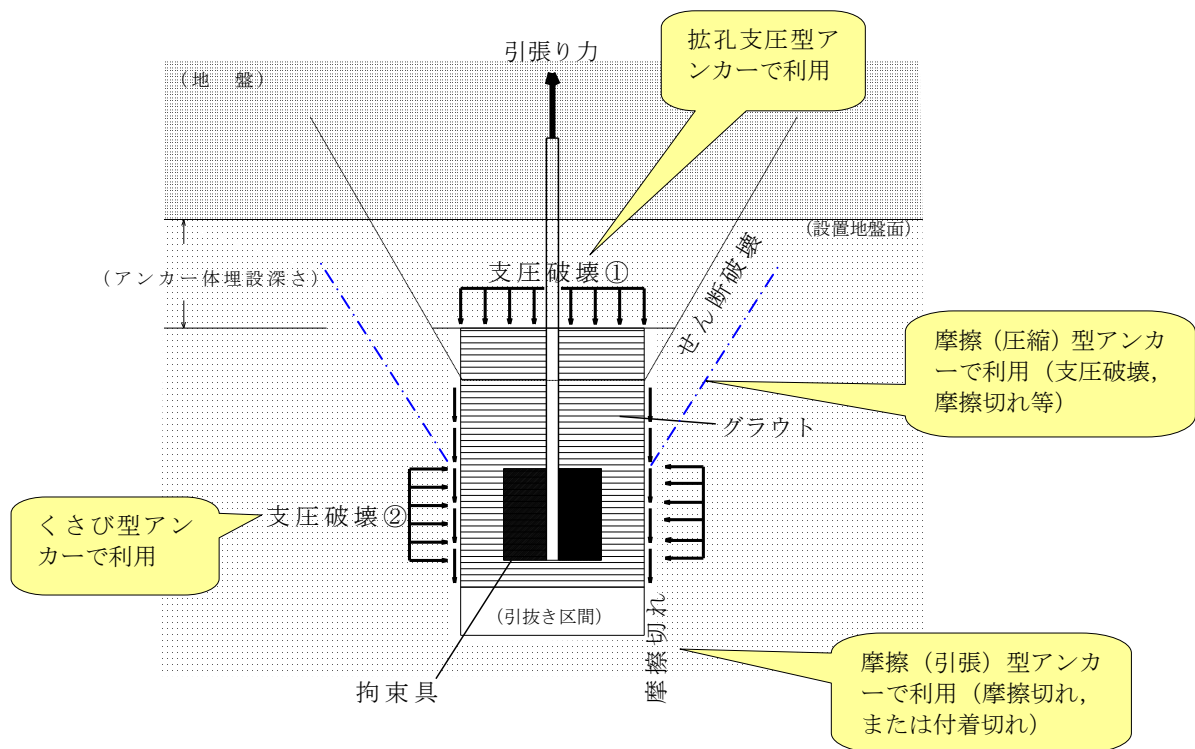 拡孔支圧型ア
ンカーで利用
引張り力
(地　盤)
(設置地盤面)
(アンカー体埋設深さ)
支圧破壊①
せん断破壊
摩擦（圧縮）型アンカ
ーで利用（支圧破壊，
摩擦切れ等）
グラウト
くさび型アン
カーで利用
支圧破壊②
(引抜き区間)
摩擦切れ
拘束具
摩擦（引張）型アンカ
ーで利用（摩擦切れ，
または付着切れ）